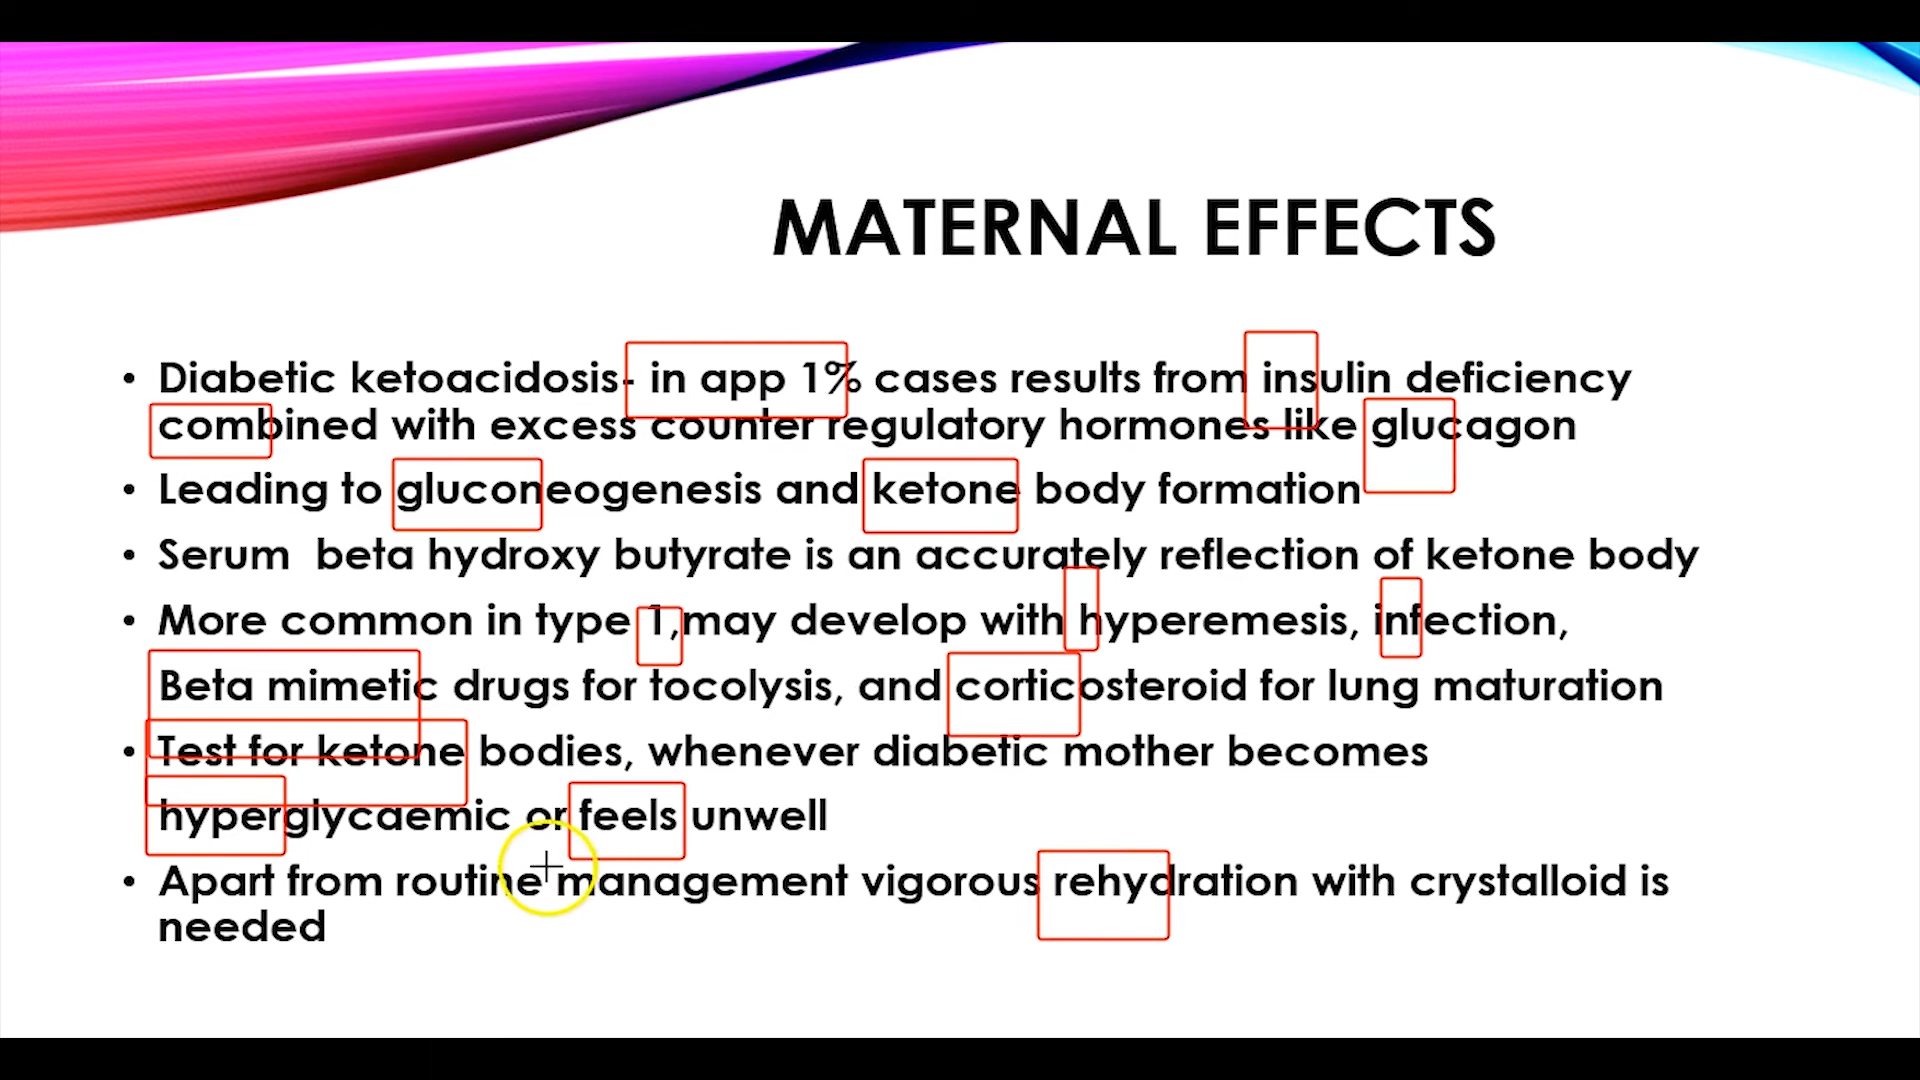 MATERNAL EFFECTS
• Diabetic ketoacidosis- in app 1% cases results from insulin deficiency
combined with excess counter regulatory hormones like glucagon
• Leading to gluconeogenesis and ketone body formation
• Serum  beta hydroxy butyrate is an accurately reflection of ketone body
• More common in type 1,may develop with hyperemesis, infection,
Beta mimetic drugs for tocolysis, and corticosteroid for lung maturation
• Test for ketone bodies, whenever diabetic mother becomes
hyperglycaemic or feels unwell
• Apart from routine management vigorous rehydration with crystalloid is
needed